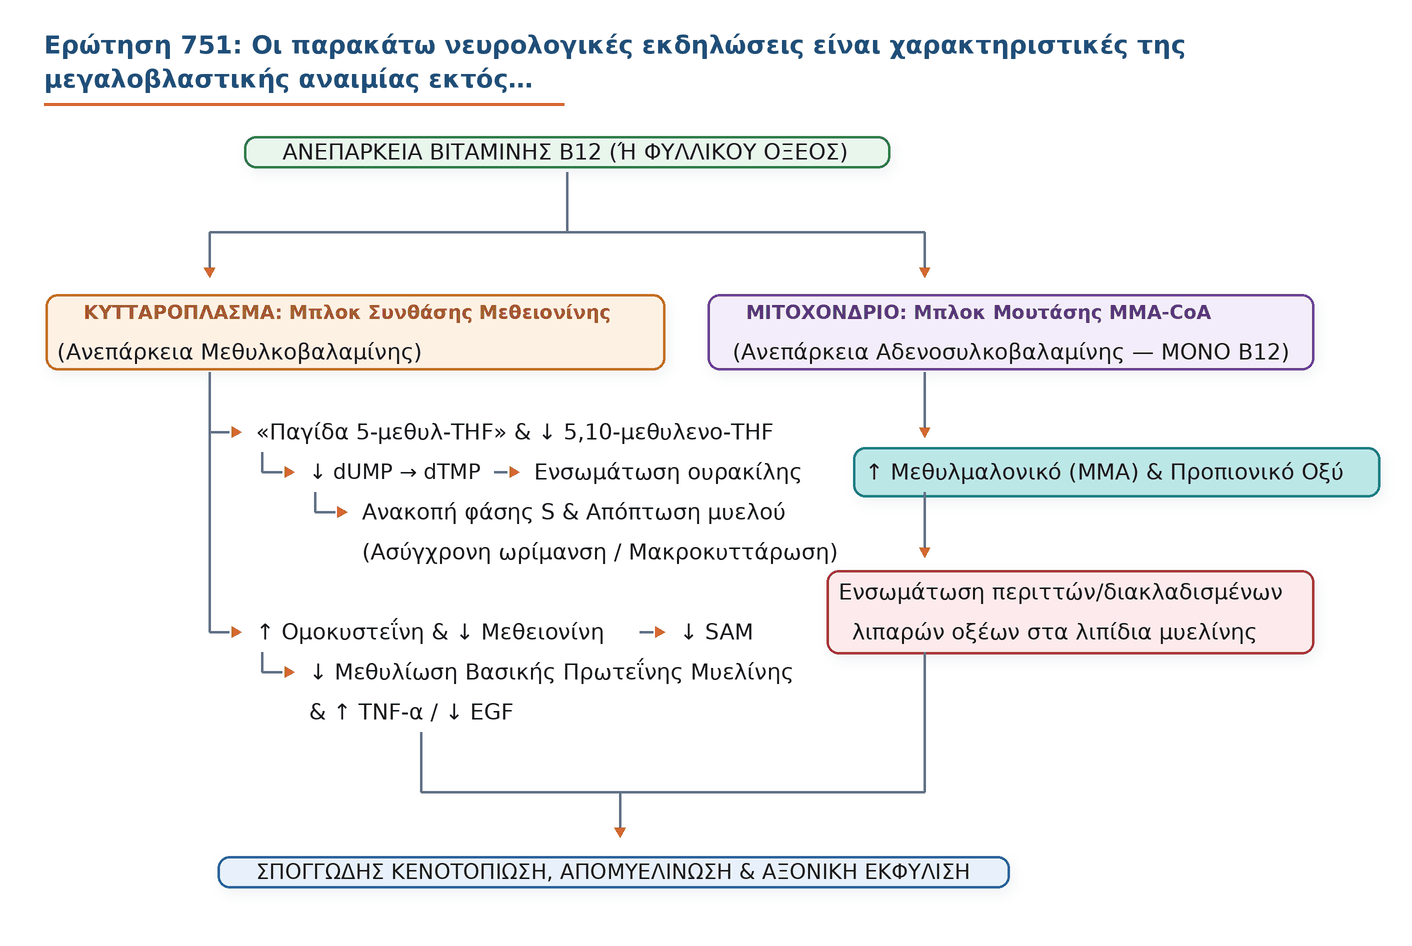 Ερώτηση 751: Οι παρακάτω νευρολογικές εκδηλώσεις είναι χαρακτηριστικές της
μεγαλοβλαστικής αναιμίας εκτός…
ΑΝΕΠΑΡΚΕΙΑ ΒΙΤΑΜΙΝΗΣ Β12 (Ή ΦΥΛΛΙΚΟΥ ΟΞΕΟΣ)
ΚΥΤΤΑΡΟΠΛΑΣΜΑ: Μπλοκ Συνθάσης Μεθειονίνης
(Ανεπάρκεια Μεθυλκοβαλαμίνης)
ΜΙΤΟΧΟΝΔΡΙΟ: Μπλοκ Μουτάσης MMA-CoA
(Ανεπάρκεια Αδενοσυλκοβαλαμίνης — ΜΟΝΟ Β12)
«Παγίδα 5-μεθυλ-THF» & ↓ 5,10-μεθυλενο-THF
↓ dUMP → dTMP
Ενσωμάτωση ουρακίλης
Ανακοπή φάσης S & Απόπτωση μυελού
(Ασύγχρονη ωρίμανση / Μακροκυττάρωση)
↑ Μεθυλμαλονικό (MMA) & Προπιονικό Οξύ
Ενσωμάτωση περιττών/διακλαδισμένων
λιπαρών οξέων στα λιπίδια μυελίνης
↑ Ομοκυστεΐνη & ↓ Μεθειονίνη
↓ SAM
↓ Μεθυλίωση Βασικής Πρωτεΐνης Μυελίνης
& ↑ TNF-α / ↓ EGF
ΣΠΟΓΓΩΔΗΣ ΚΕΝΟΤΟΠΙΩΣΗ, ΑΠΟΜΥΕΛΙΝΩΣΗ & ΑΞΟΝΙΚΗ ΕΚΦΥΛΙΣΗ